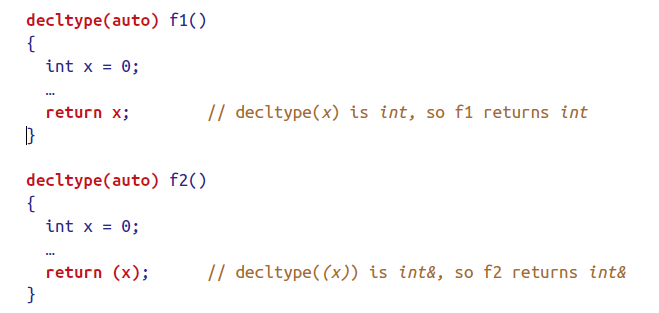 decltype(auto) f1()
{
int x = 0;
…
return x; // decltype(x) is int, so f1 returns int
}
decltype(auto) f2()
{
int x = 0;
…
return (x); // decltype((x)) is int&, so f2 returns int&
}